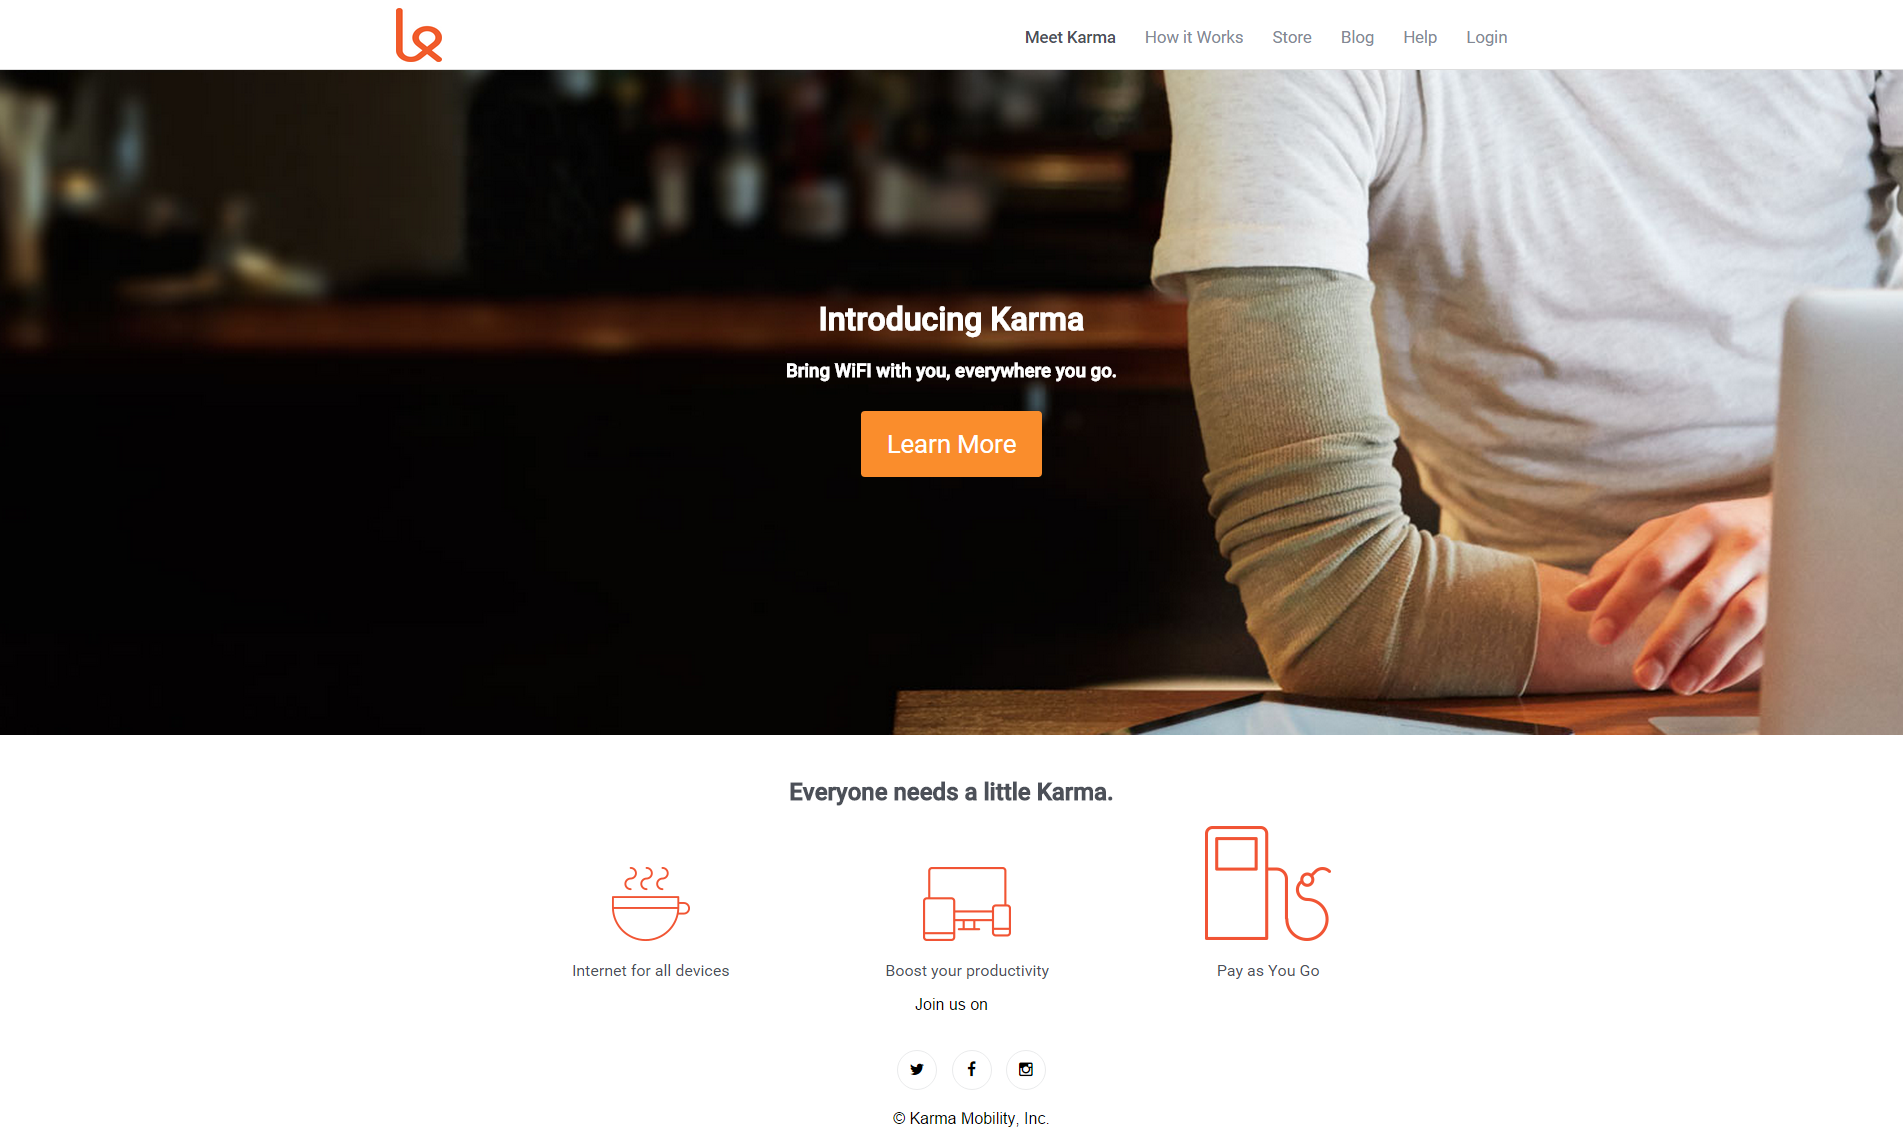 Meet Karma How it Works Store Blog Help Login
Introducing Karma
Bring WiFI with you, everywhere you go.
Learn More
Everyone needs a little Karma.
Internet for all devices Boost your productivity Pay as You Go
Join us on
© Karma Mobility, Inc.